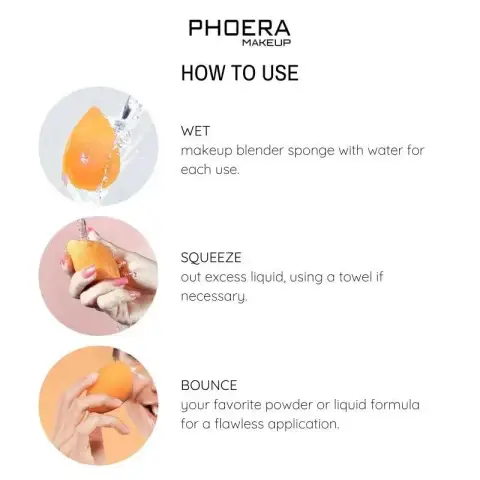 PHOERA
MAKEUP
HOW TO USE
WET
makeup blender sponge with water for
each use.
SQUEEZE
out excess liquid, using a towel if
necessary.
BOUNCE
your favorite powder or liquid formula
for a flawless application.